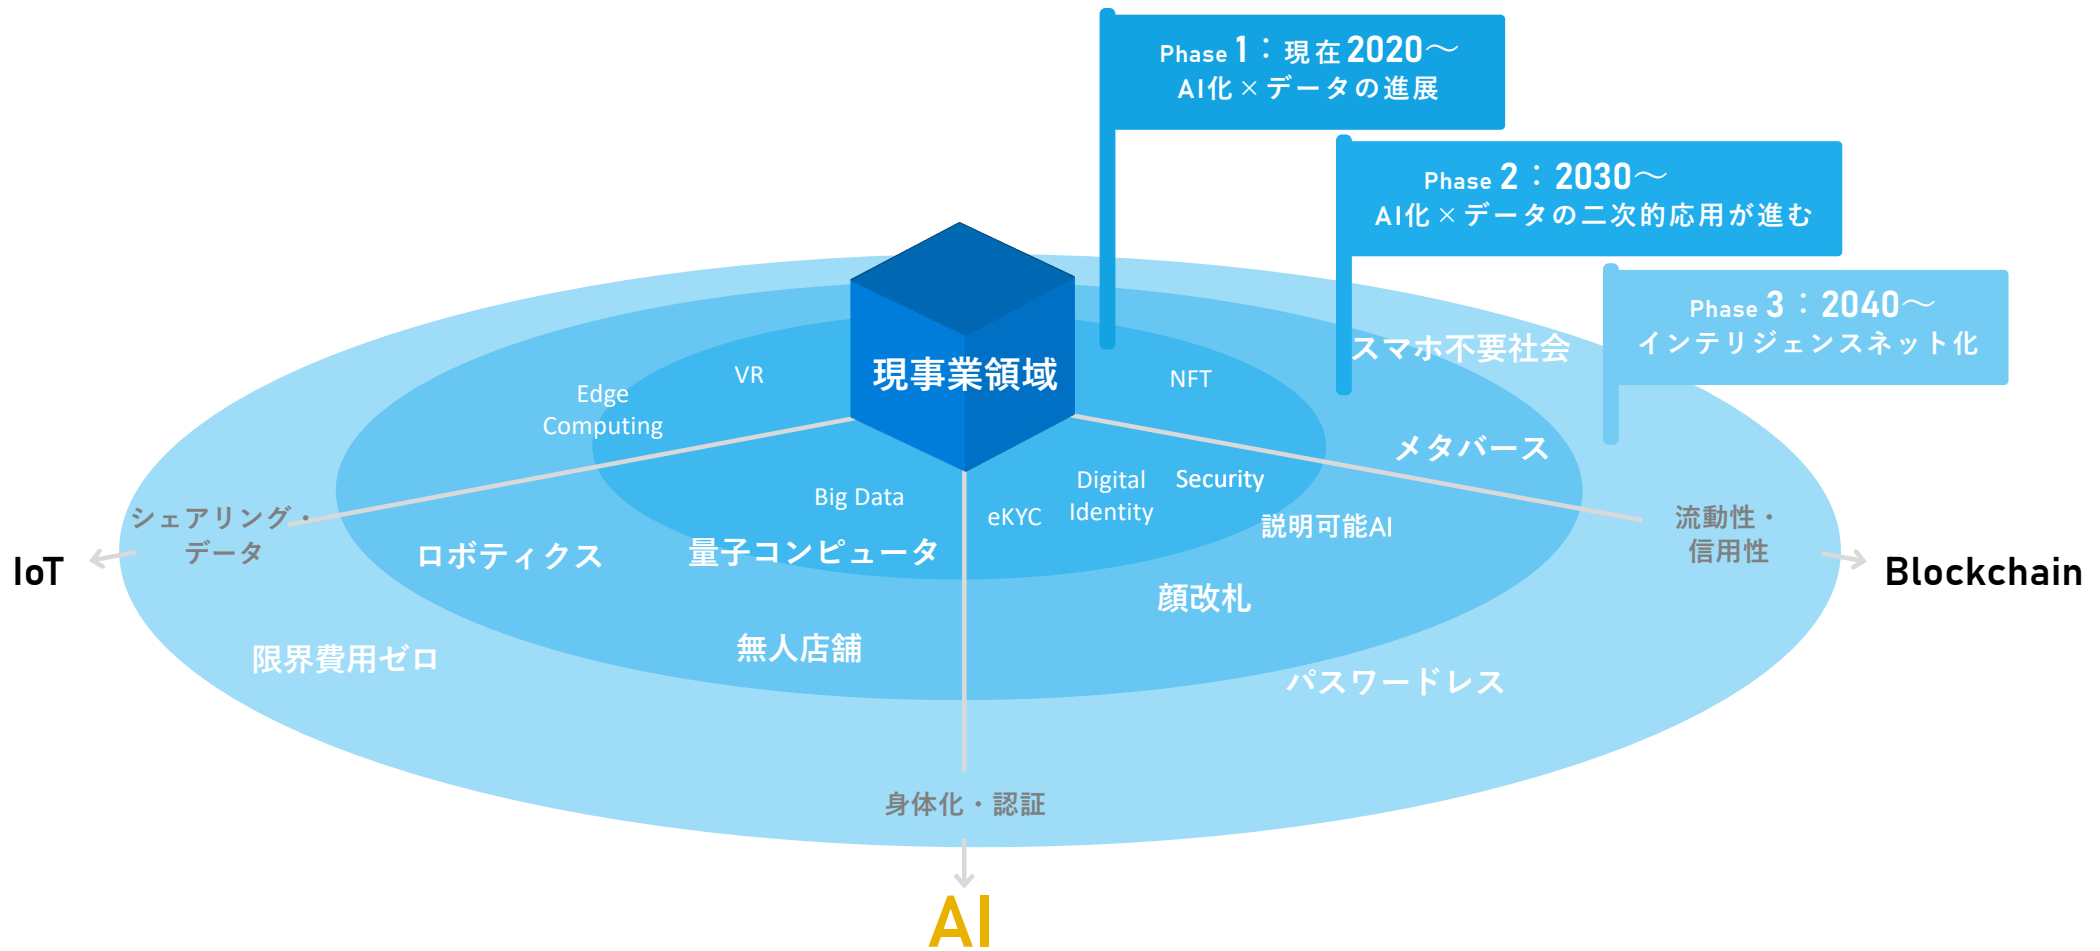 Phase 1：現在2020～
AI化×データの進展
Phase 2：2030～
AI化×データの二次的応用が進む
Phase 3：2040～
インテリジェンスネット化
スマホ不要社会
現事業領域
VR
NFT
Edge
Computing
メタバース
Big Data
eKYC
Digital
Identity
Security
説明可能AI
シェアリング・
データ
流動性・
信用性
IoT
Blockchain
ロボティクス
量子コンピュータ
顔改札
無人店舗
限界費用ゼロ
パスワードレス
身体化・認証
AI